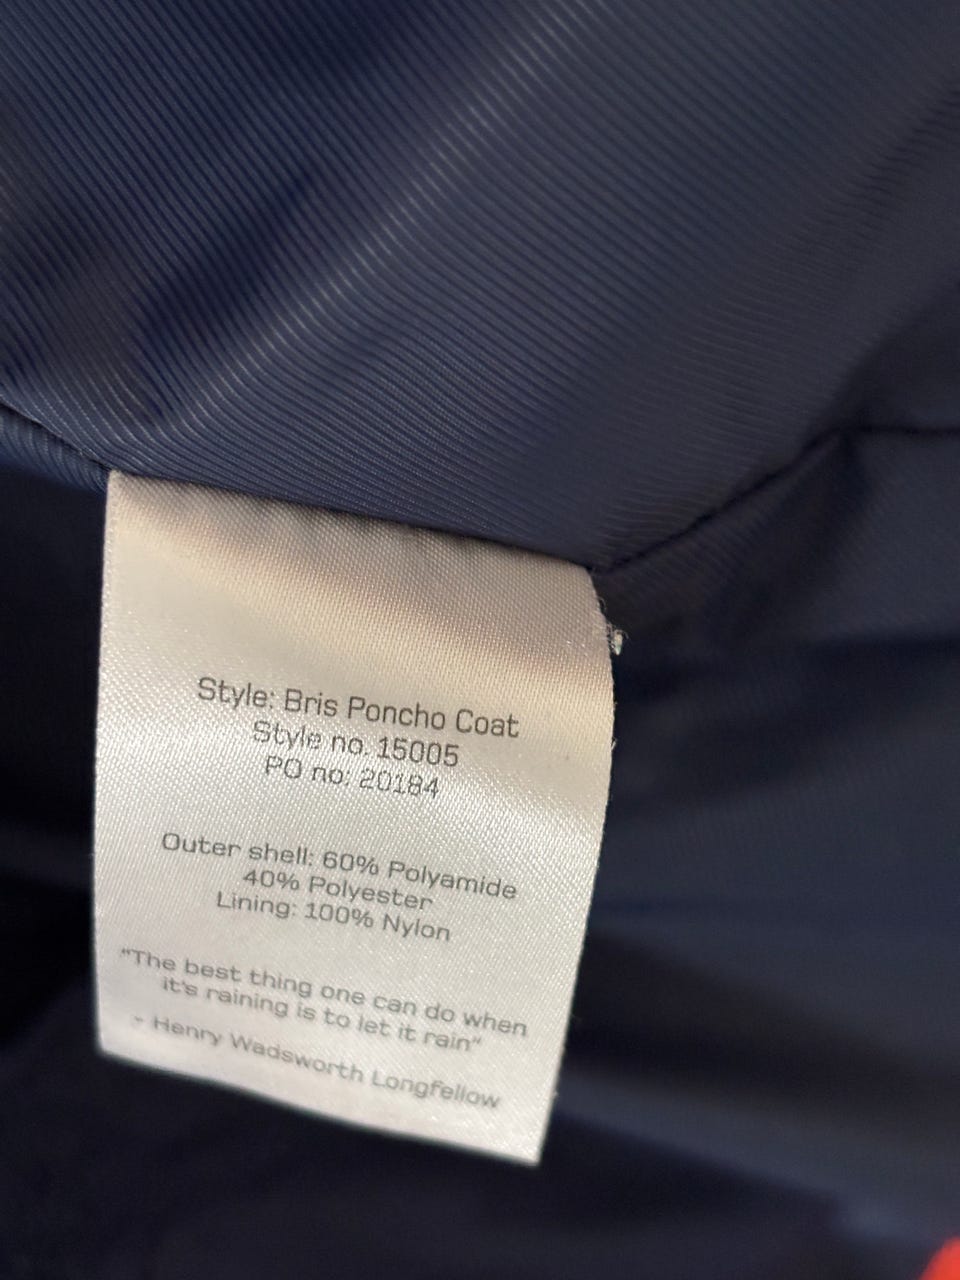 Style: Bris Poncho Coat
Style no. 15005
PO no: 20184
Outer shell: 60% Polyamide
40% Polyester
Lining: 100% Nylon
"The best thing one can do when
it's raining is to let it rain"
- Henry Wadsworth Longfellow